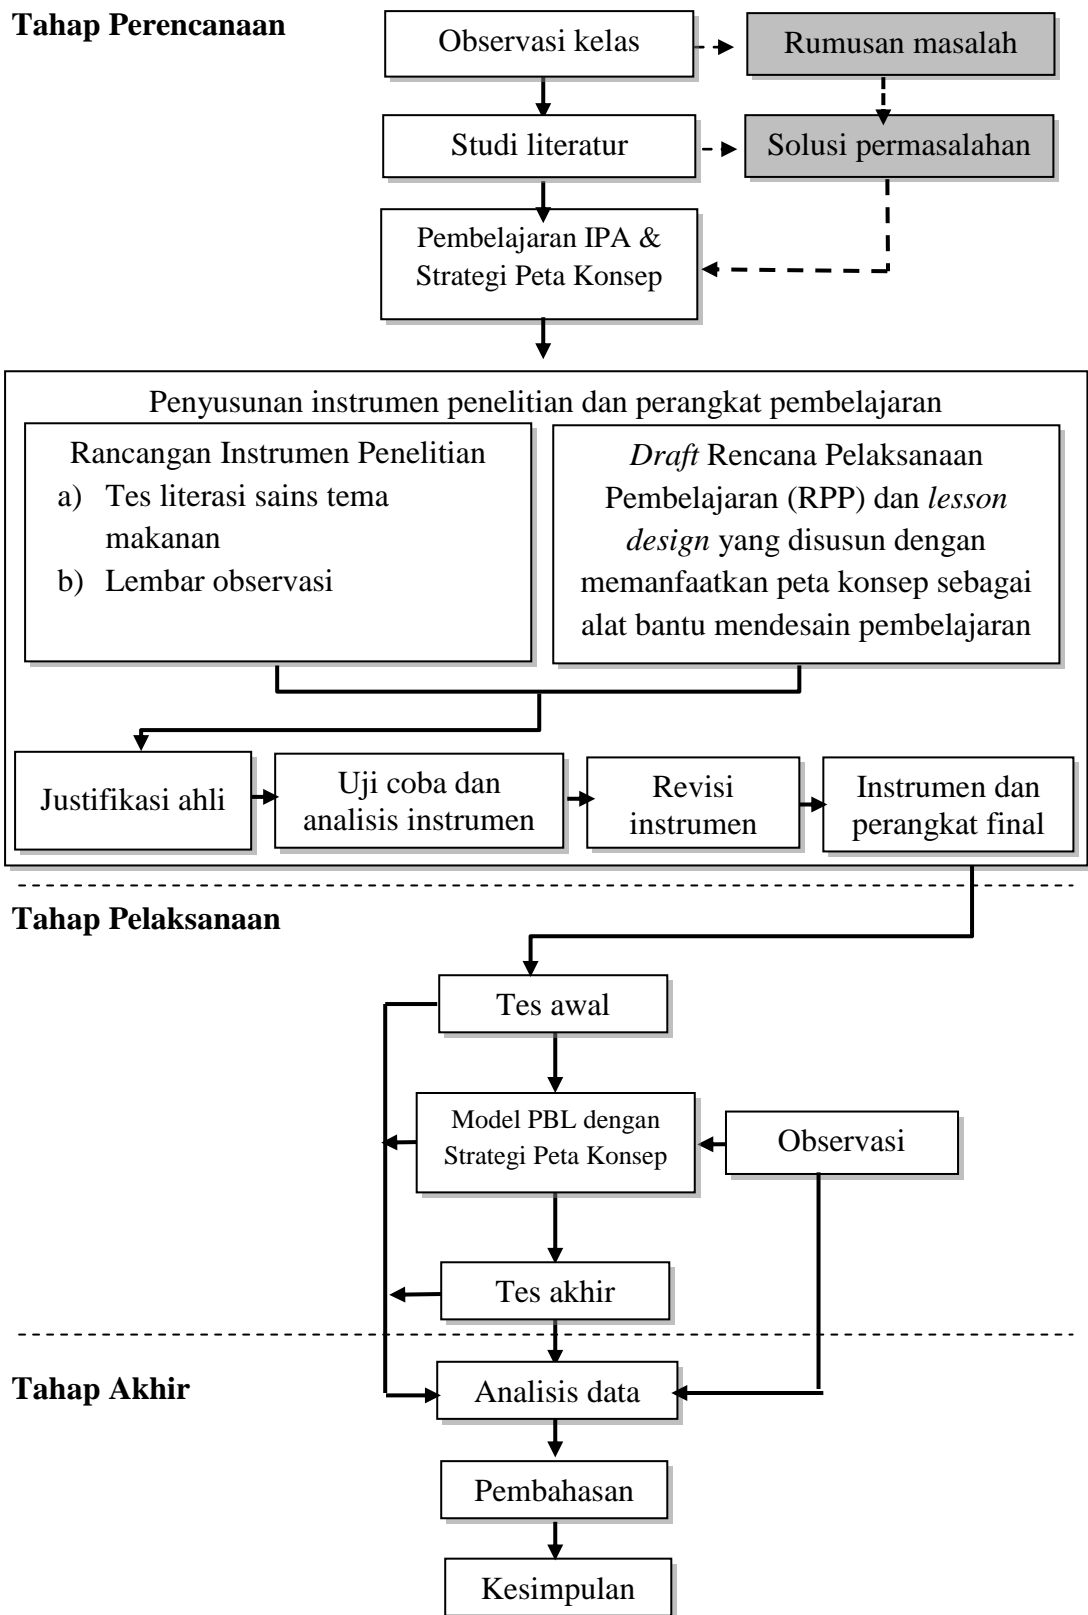 Tahap Perencanaan
Observasi kelas
Rumusan masalah
Studi literatur
Solusi permasalahan
Pembelajaran IPA &
Strategi Peta Konsep
Penyusunan instrumen penelitian dan perangkat pembelajaran
Rancangan Instrumen Penelitian
a) Tes literasi sains tema
makanan
b) Lembar observasi
Draft Rencana Pelaksanaan
Pembelajaran (RPP) dan lesson
design yang disusun dengan
memanfaatkan peta konsep sebagai
alat bantu mendesain pembelajaran
Justifikasi ahli
Uji coba dan
analisis instrumen
Revisi
instrumen
Instrumen dan
perangkat final
Tahap Pelaksanaan
Tes awal
Model PBL dengan
Strategi Peta Konsep
Observasi
Tes akhir
Tahap Akhir
Analisis data
Pembahasan
Kesimpulan